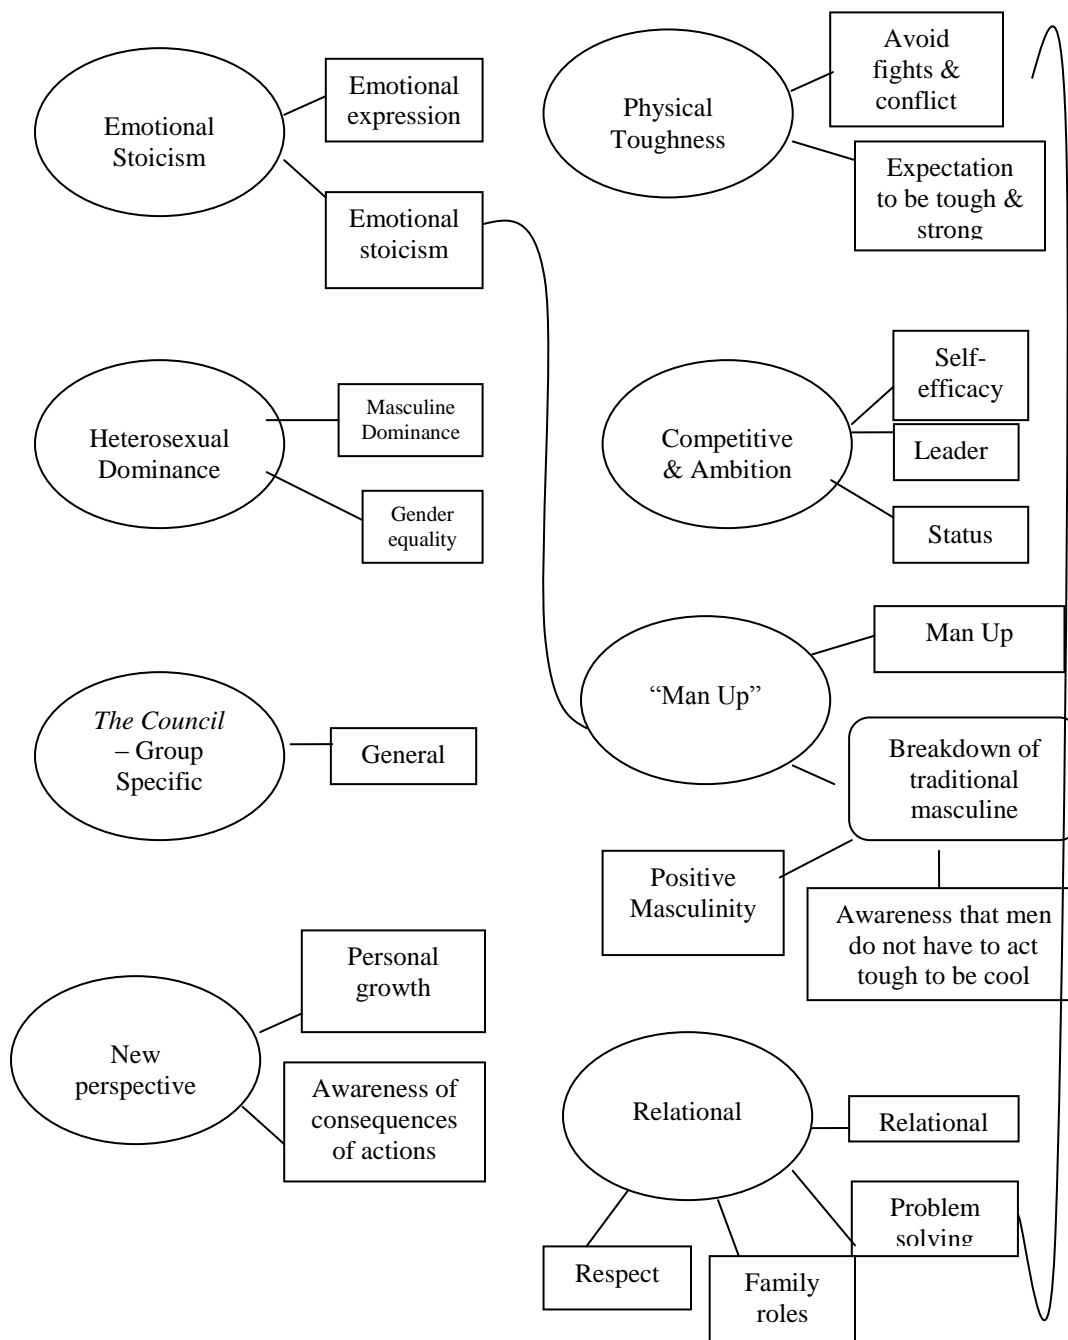 Emotional
Stoicism
Emotional
expression
Emotional
stoicism
Physical
Toughness
Avoid
fights &
conflict
Expectation
to be tough &
strong
Heterosexual
Dominance
Masculine
Dominance
Gender
equality
Competitive
& Ambition
Self-
efficacy
Leader
Status
The Council
– Group
Specific
General
“Man Up”
Man Up
Breakdown of
traditional
masculine
Positive
Masculinity
Awareness that men
do not have to act
tough to be cool
New
perspective
Personal
growth
Awareness of
consequences
of actions
Relational
Relational
Problem
solving
Respect
Family
roles